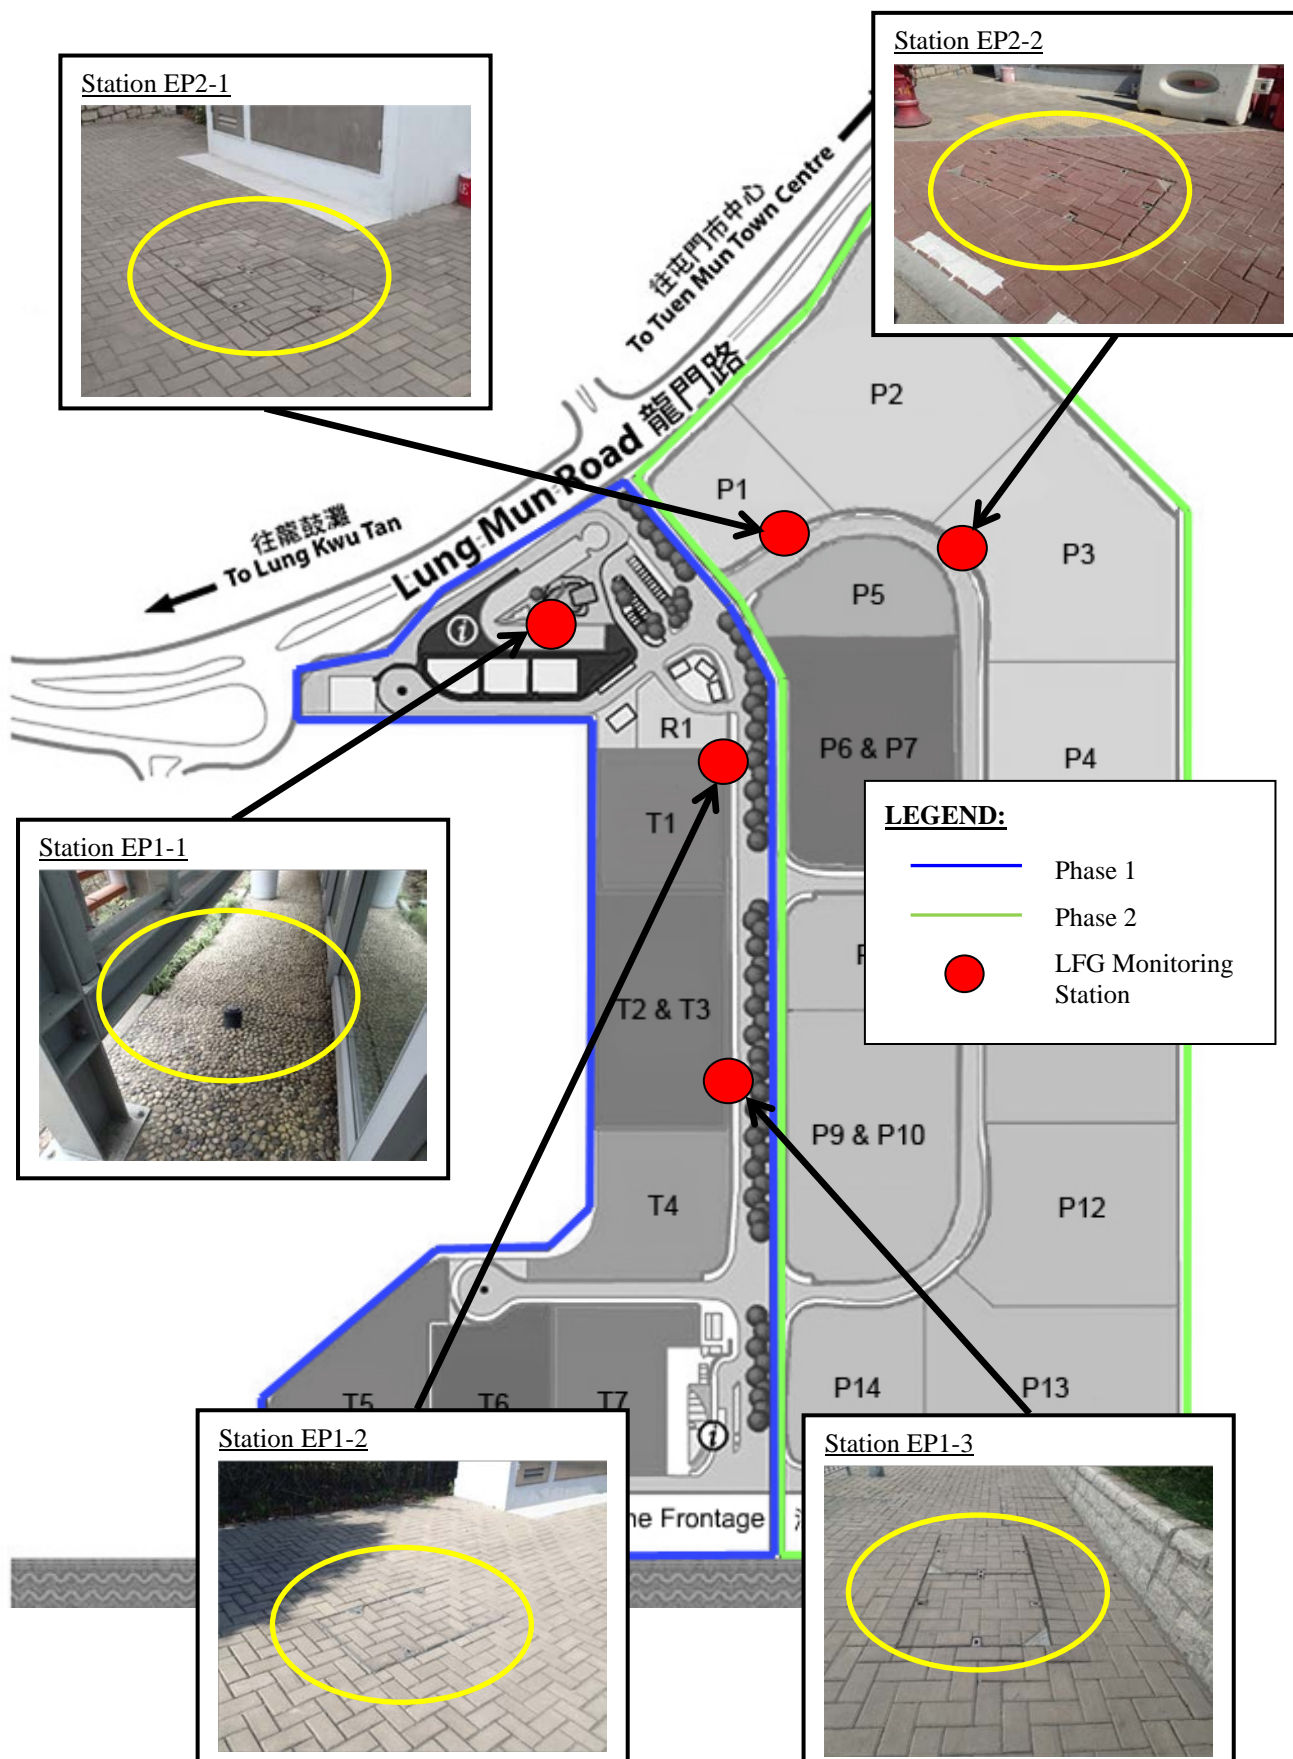 Station EP2-1
Station EP2-2
往屯門市中心
To Tuen Mun Town Centre
Lung Mun Road 龍門路
往龍鼓灘
To Lung Kwu Tan
P2
P1
P3
P5
R1
P6 & P7
P4
T1
LEGEND:
Phase 1
Phase 2
LFG Monitoring
Station
Station EP1-1
T2 & T3
P9 & P10
T4
P12
T5
T6
T7
P14
P13
Station EP1-2
Station EP1-3
Frontage